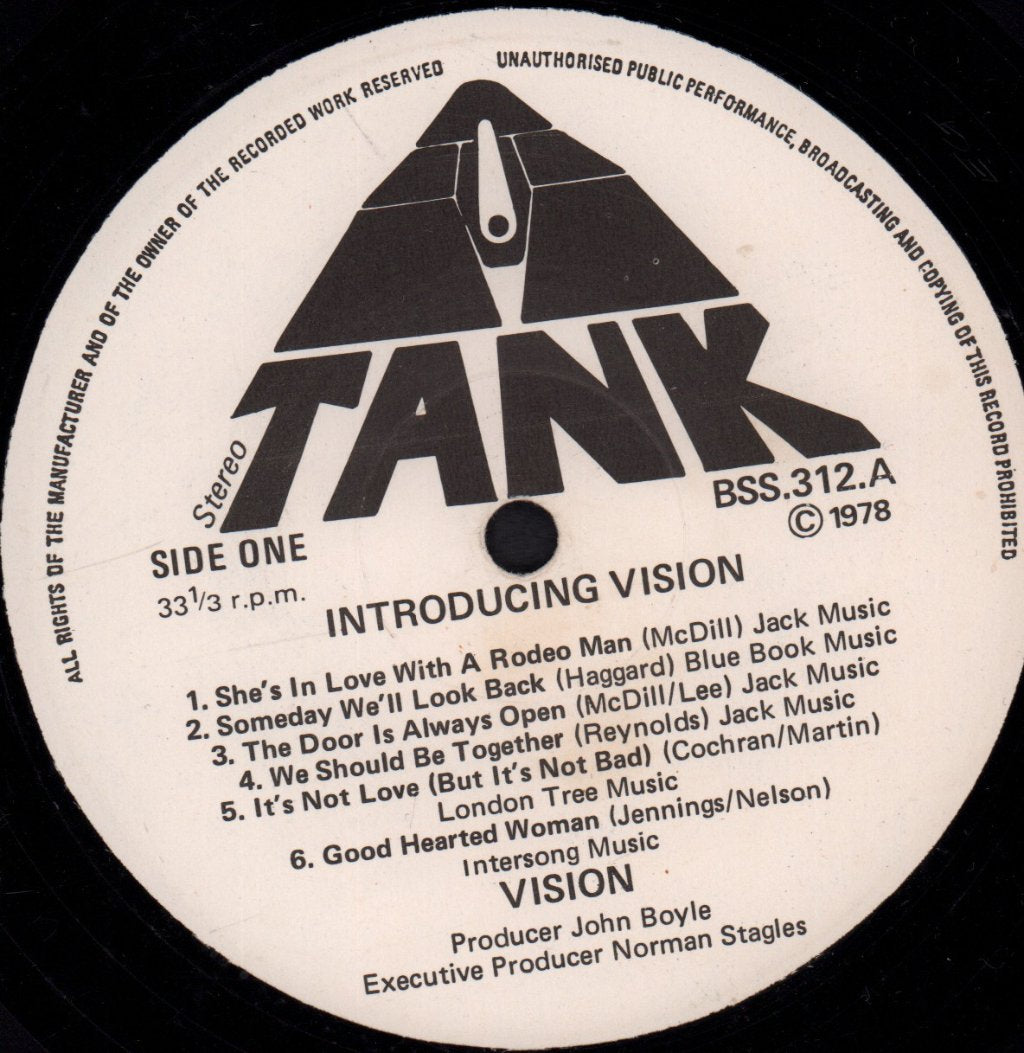 ALL RIGHTS OF THE MANUFACTURER AND OF THE OWNER OF THE RECORDED WORK RESERVED
UNAUTHORISED PUBLIC PERFORMANCE, BROADCASTING AND COPYING OF THIS RECORD PROHIBITED
TANK
Stereo
BSS.312.A
© 1978
SIDE ONE
33 1/3 r.p.m.
INTRODUCING VISION
1. She's In Love With A Rodeo Man (McDill) Jack Music
2. Someday We'll Look Back (Haggard) Blue Book Music
3. The Door Is Always Open (McDill/Lee) Jack Music
4. We Should Be Together (Reynolds) Jack Music
5. It's Not Love (But It's Not Bad) (Cochran/Martin)
London Tree Music
6. Good Hearted Woman (Jennings/Nelson)
Intersong Music
VISION
Producer John Boyle
Executive Producer Norman Stagles